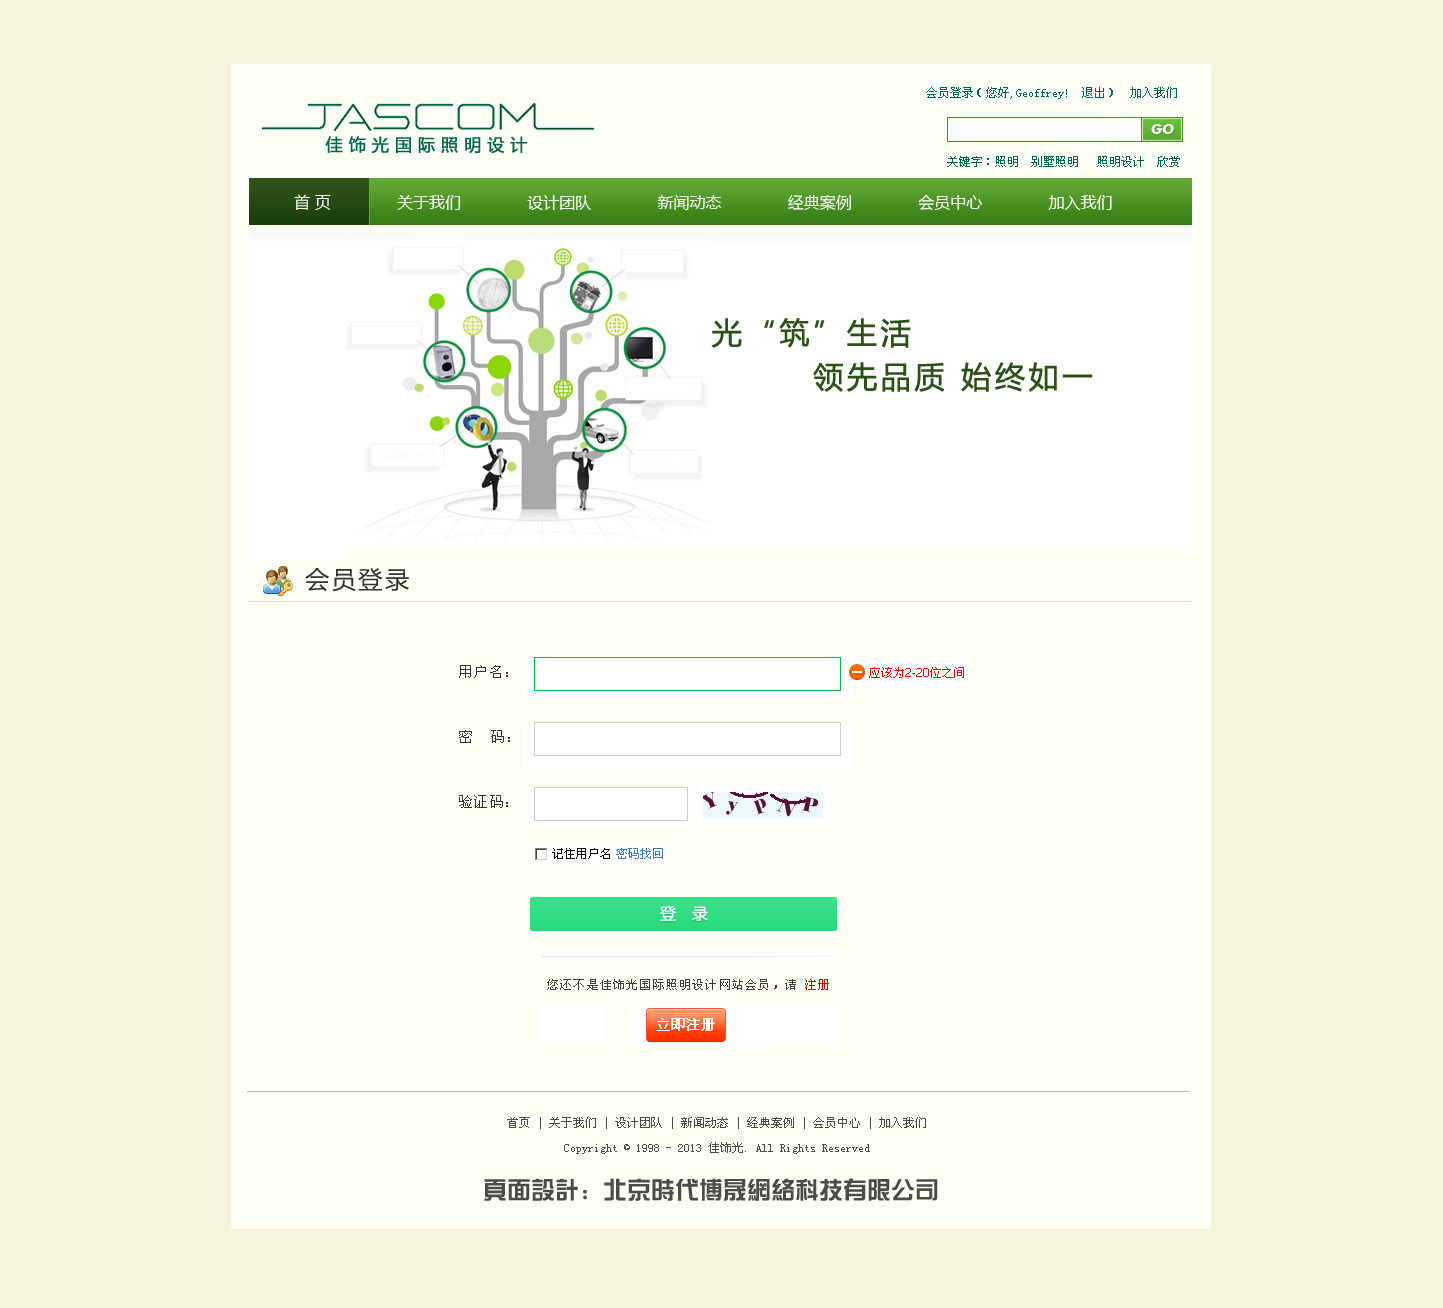 会员登录(您好,Geoffrey! 退出) 加入我们
JASCOM
佳饰光国际照明设计
GO
关键字：照明 别墅照明 照明设计 欣赏
首 页 关于我们 设计团队 新闻动态 经典案例 会员中心 加入我们
光“筑”生活
领先品质 始终如一
会员登录
用户名： 应该为2-20位之间
密 码：
验证码： YyPNP
记住用户名 密码找回
登 录
您还不是佳饰光国际照明设计网站会员，请 注册
立即注册
首页 | 关于我们 | 设计团队 | 新闻动态 | 经典案例 | 会员中心 | 加入我们
Copyright © 1998 - 2013 佳饰光. All Rights Reserved
頁面設計：北京時代博晟網絡科技有限公司